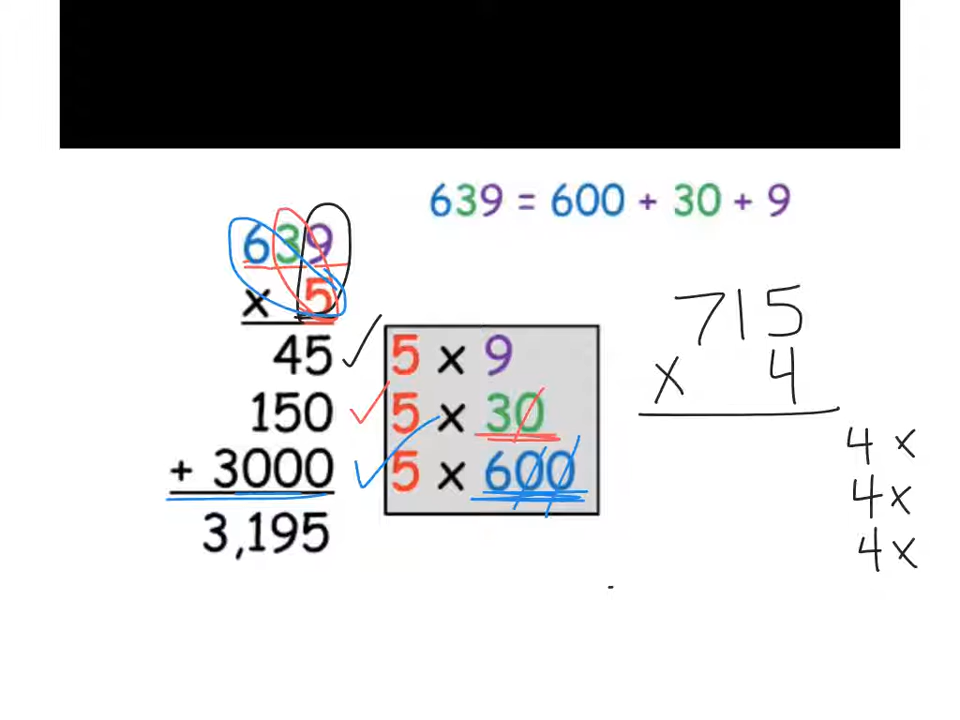 639 = 600 + 30 + 9
639
x 5
45
150
+ 3000
3,195
5 x 9
5 x 30
5 x 600
715
x 4
4 x
4 x
4 x